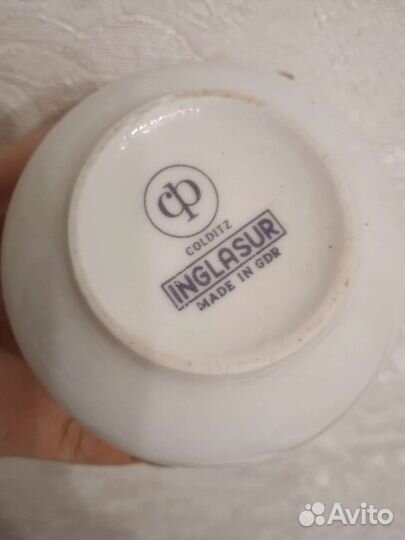 cp
COLDITZ
INGLASUR
MADE IN GDR
Avito